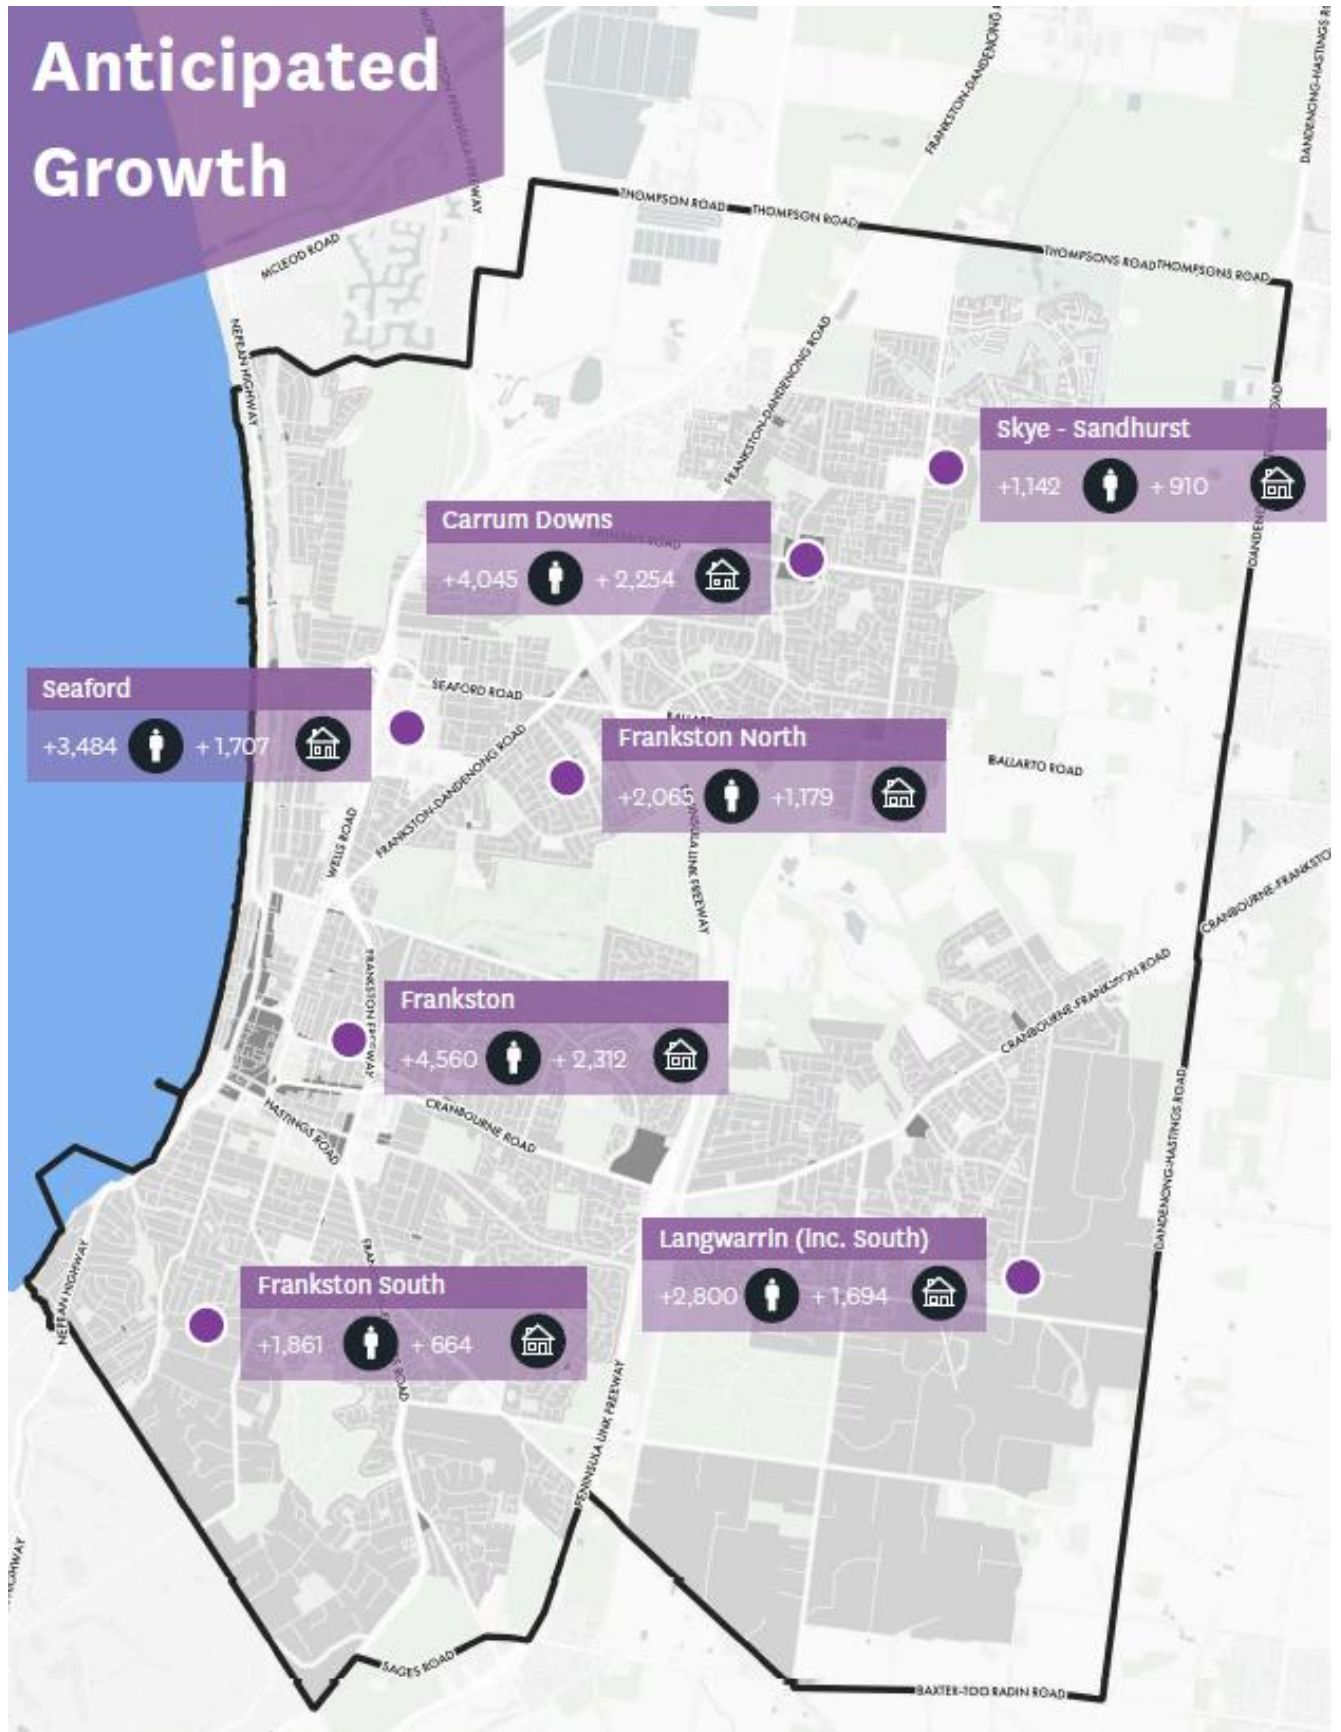 Anticipated
Growth
MCLEOD ROAD
NEPEAN HIGHWAY
FRANKSTON-DANDENONG
THOMPSON ROAD
THOMPSON ROAD
THOMPSONS ROAD
THOMPSONS ROAD
FRANKSTON-DANDENONG ROAD
Skye - Sandhurst
+1,142 + 910
Carrum Downs
+4,045 + 2,254
Seaford
+3,484 + 1,707
SEAFORD ROAD
FRANKSTON-DANDENONG ROAD
Frankston North
+2,065 +1,179
BALLARTO ROAD
WELLS ROAD
FREEWAY
CRANBOURNE-FRANKSTON ROAD
Frankston
+4,560 + 2,312
HASTINGS ROAD
CRANBOURNE ROAD
DANDENONG-HASTINGS ROAD
Langwarrin (inc. South)
+2,800 + 1,694
NEPEAN HIGHWAY
Frankston South
+1,861 + 664
PENINSULA LINK FREEWAY
SAGES ROAD
BAXTER-TOORADIN ROAD